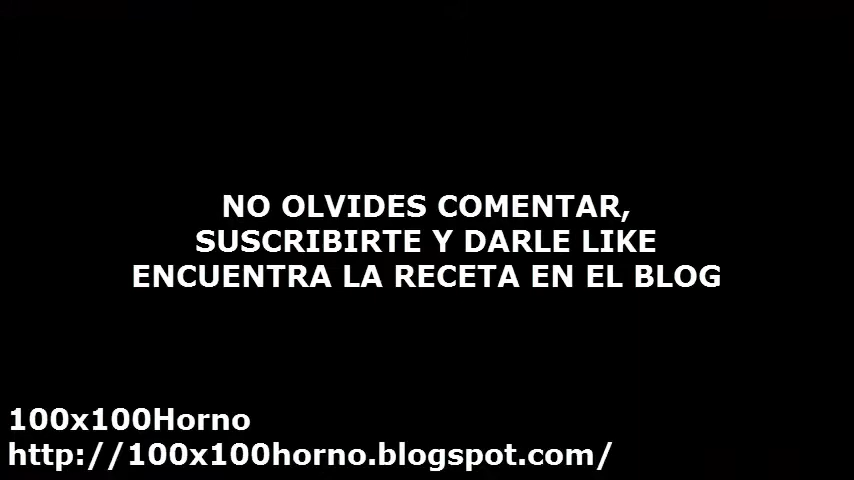 NO OLVIDES COMENTAR,
SUSCRIBIRTE Y DARLE LIKE
ENCUENTRA LA RECETA EN EL BLOG
100x100Horno
http://100x100horno.blogspot.com/